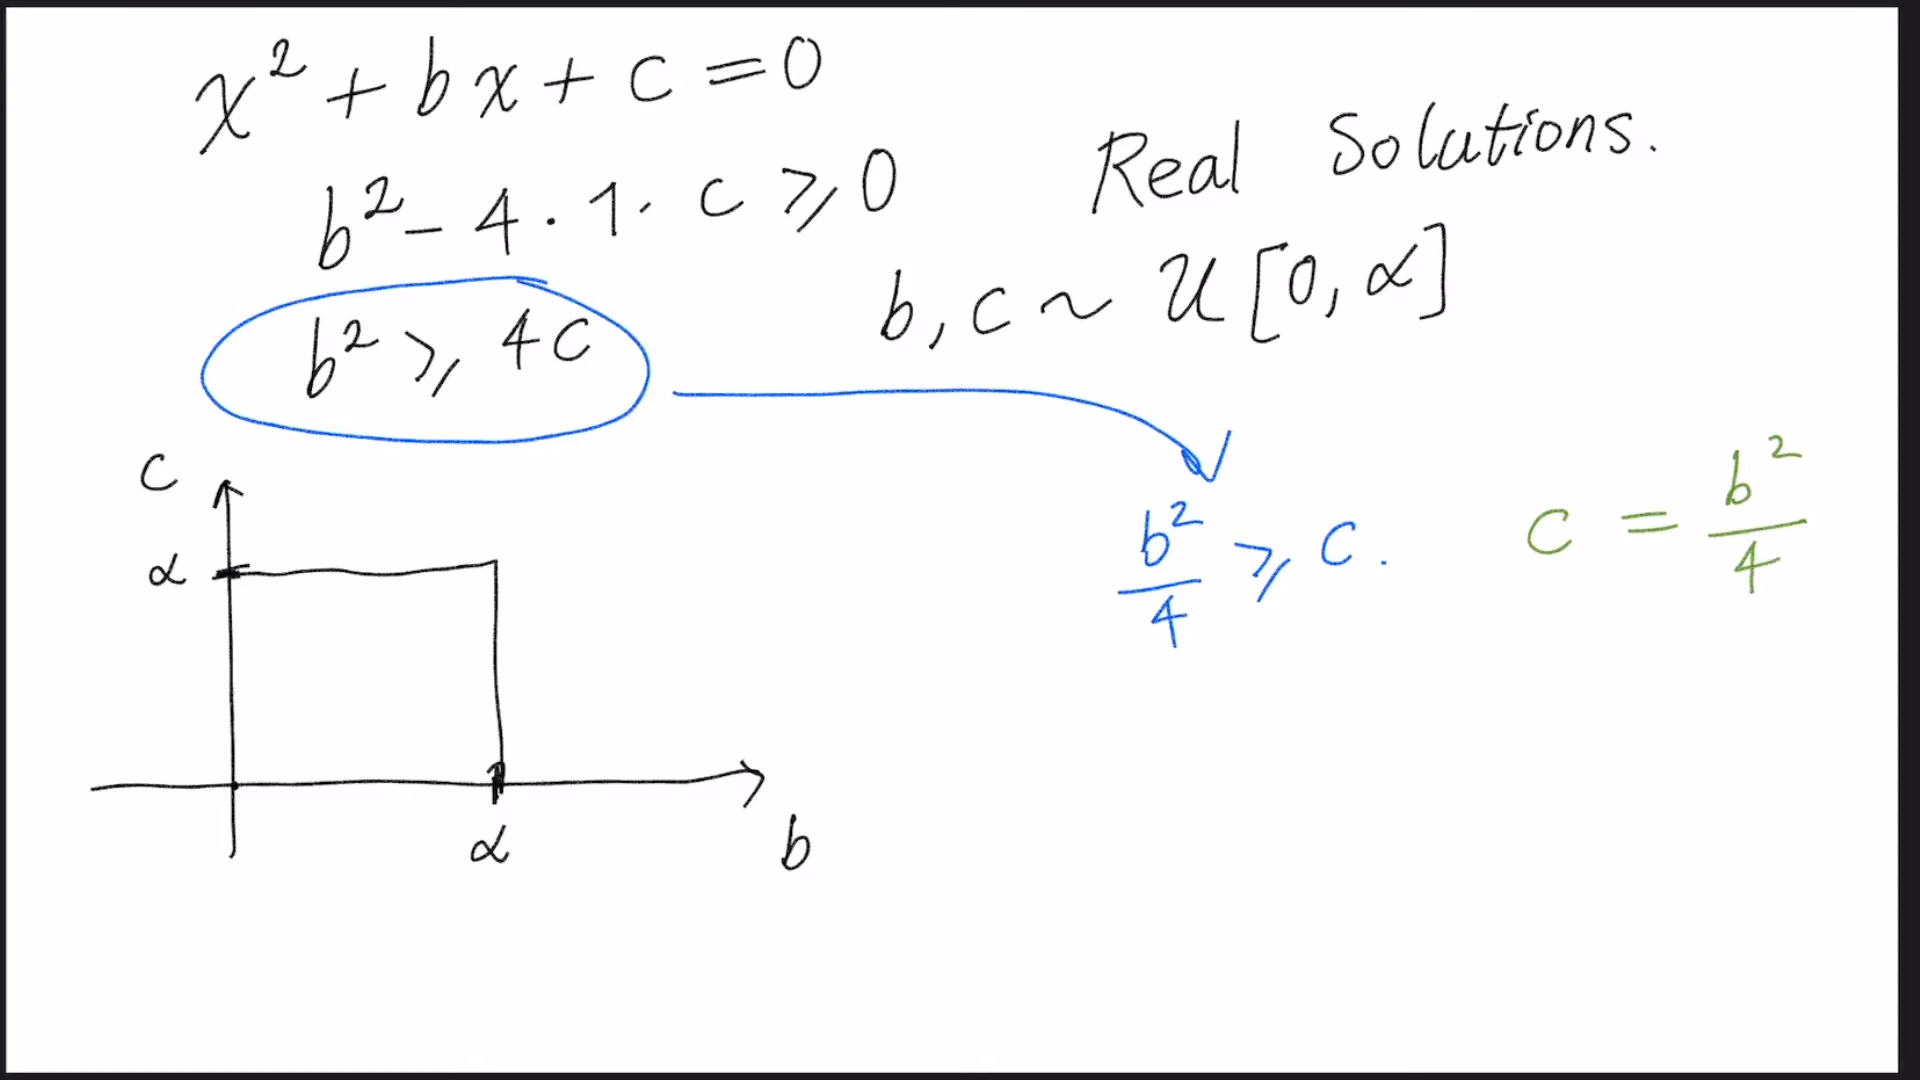 x² + bx + c = 0
Real Solutions.
b² - 4 · 1 · c ⩾ 0
b, c ~ U [0, α]
b² ⩾ 4c
b²/4 ⩾ c.
c = b²/4
c
α
α
b